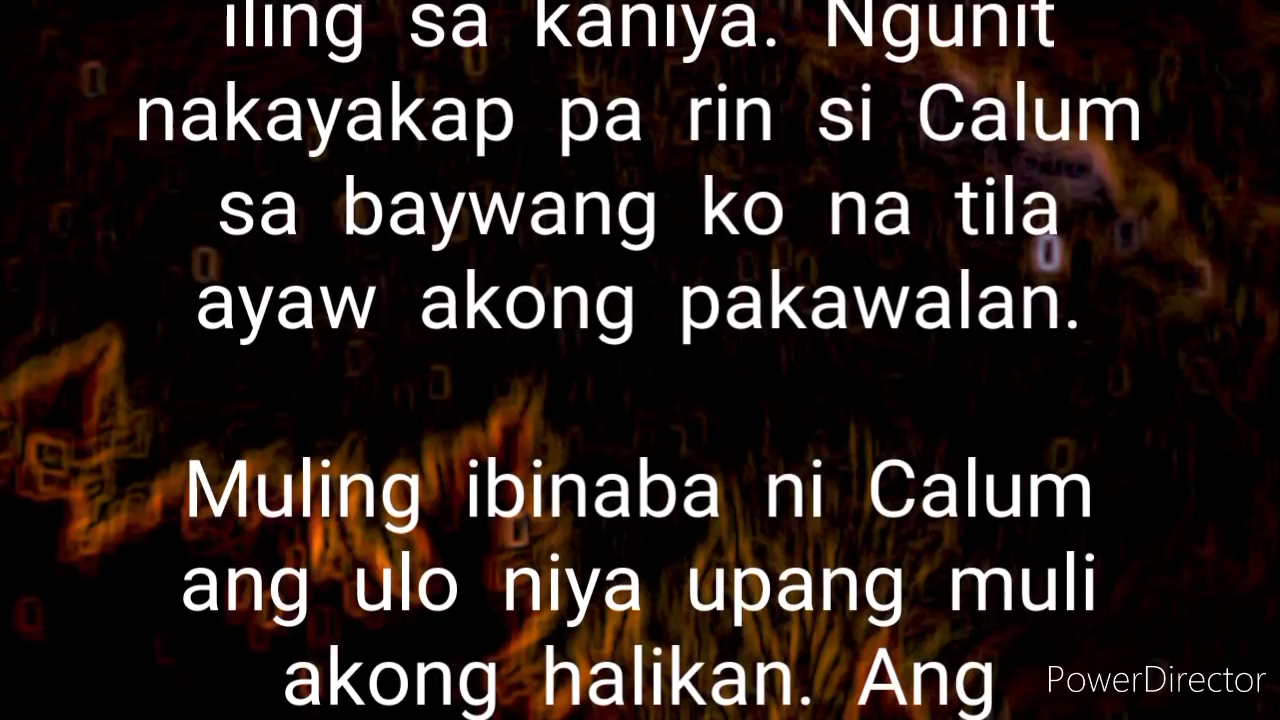 iling sa kaniya. Ngunit
nakayakap pa rin si Calum
sa baywang ko na tila
ayaw akong pakawalan.
Muling ibinaba ni Calum
ang ulo niya upang muli
akong halikan. Ang
PowerDirector